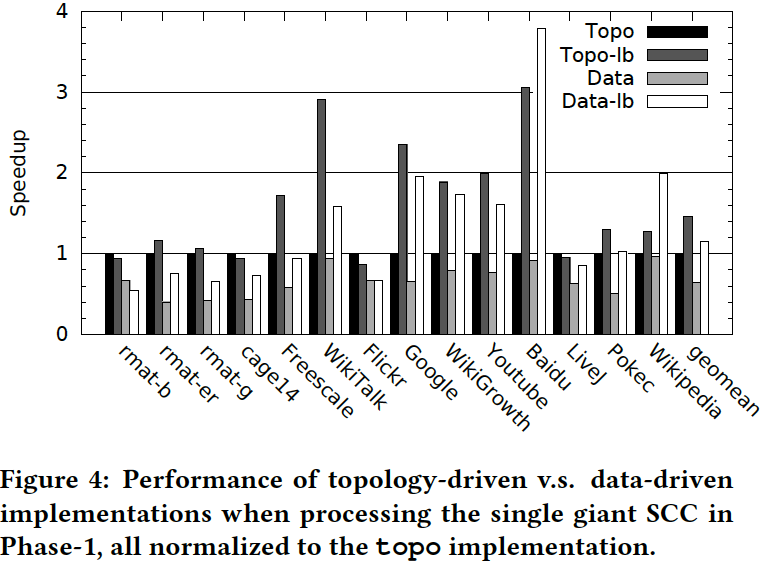 4
3
2
1
0
Speedup
Topo
Topo-lb
Data
Data-lb
rmat-b
rmat-er
rmat-g
cage14
Freescale
WikiTalk
Flickr
Google
WikiGrowth
Youtube
Baidu
LiveJ
Pokec
Wikipedia
geomean
Figure 4: Performance of topology-driven v.s. data-driven
implementations when processing the single giant SCC in
Phase-1, all normalized to the topo implementation.